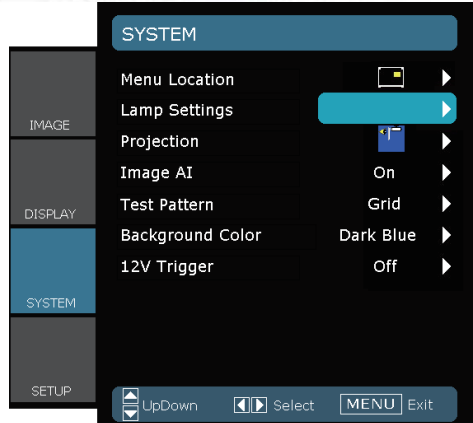 SYSTEM
IMAGE
DISPLAY
SYSTEM
SETUP
Menu Location
Lamp Settings
Projection
Image AI On
Test Pattern Grid
Background Color Dark Blue
12V Trigger Off
UpDown Select MENU Exit